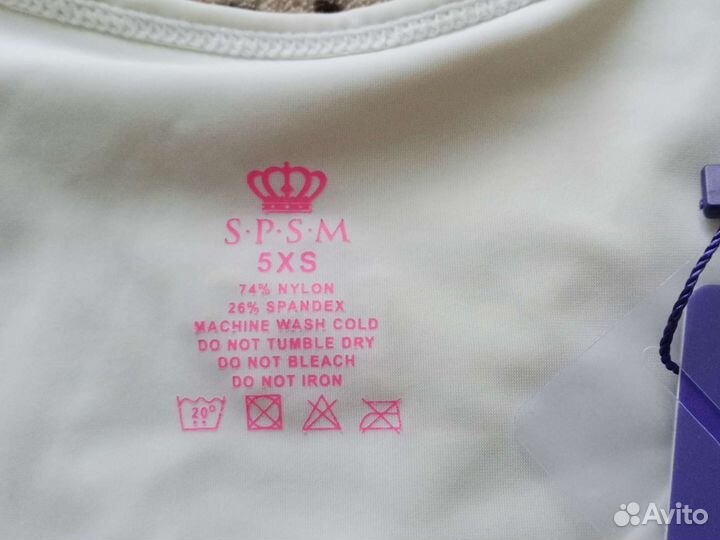 S·P·S·M
5XS
74% NYLON
26% SPANDEX
MACHINE WASH COLD
DO NOT TUMBLE DRY
DO NOT BLEACH
DO NOT IRON
20°
Avito